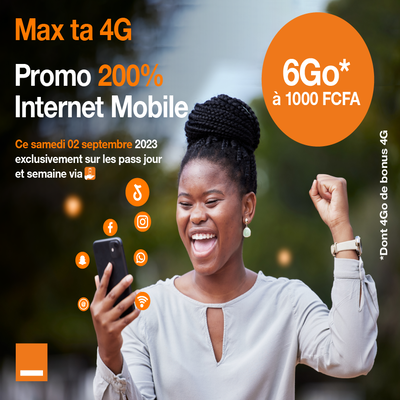 Max ta 4G
Promo 200%
Internet Mobile
Ce samedi 02 septembre 2023
exclusivement sur les pass jour
et semaine via
6Go*
à 1000 FCFA
*Dont 4Go de bonus 4G